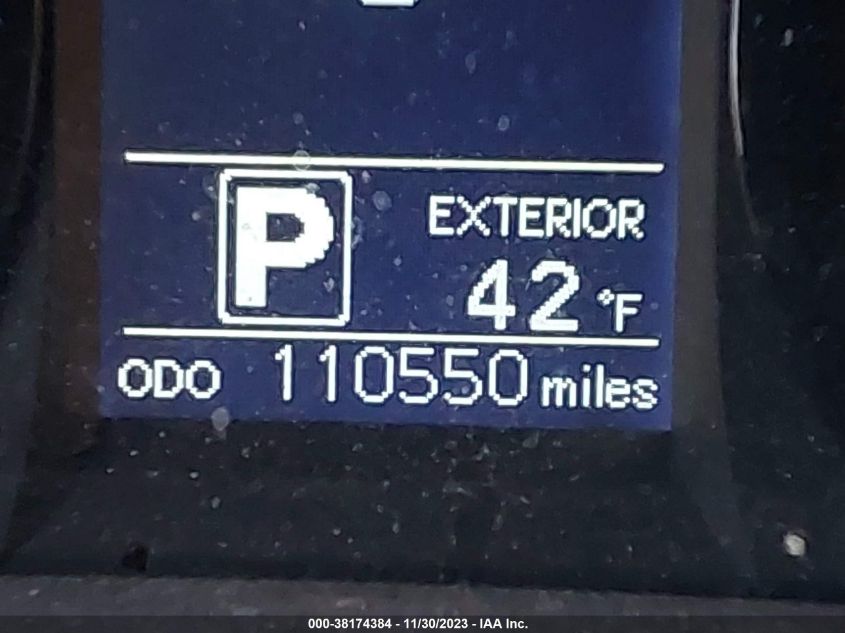 P
EXTERIOR
42 °F
ODO 110550 miles
000-38174384 - 11/30/2023 - IAA Inc.